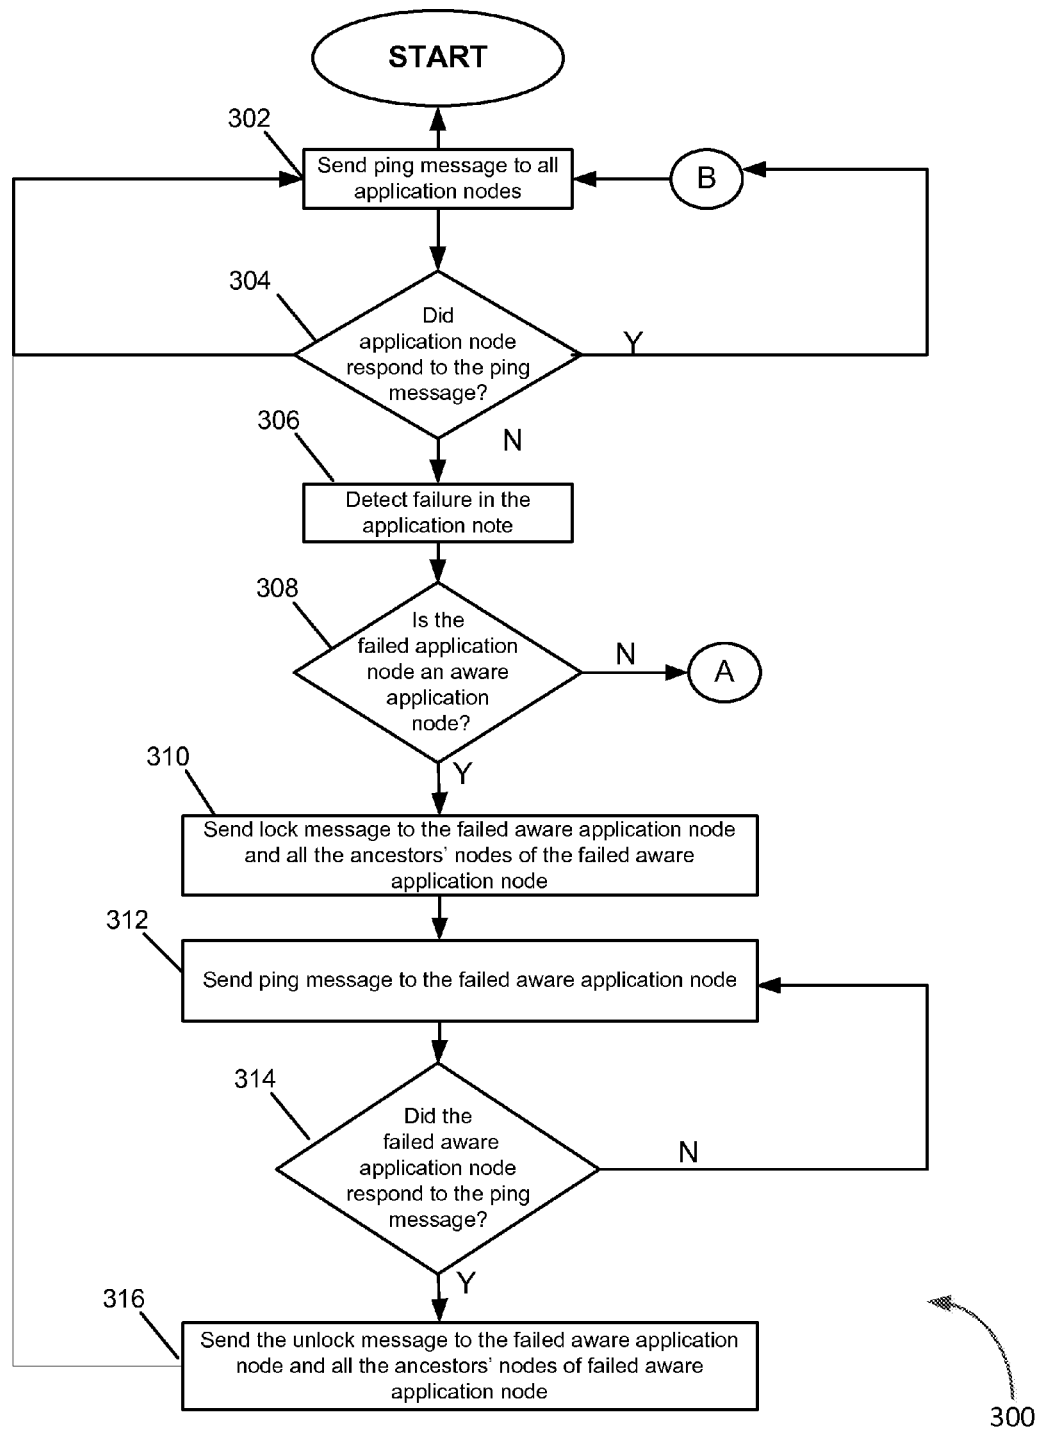 START
302
Send ping message to all
application nodes
B
304
Did
application node
respond to the ping
message?
Y
306
N
Detect failure in the
application note
308
Is the
failed application
node an aware
application
node?
N
A
310
Y
Send lock message to the failed aware application node
and all the ancestors' nodes of the failed aware
application node
312
Send ping message to the failed aware application node
314
Did the
failed aware
application node
respond to the ping
message?
N
Y
316
Send the unlock message to the failed aware application
node and all the ancestors' nodes of failed aware
application node
300